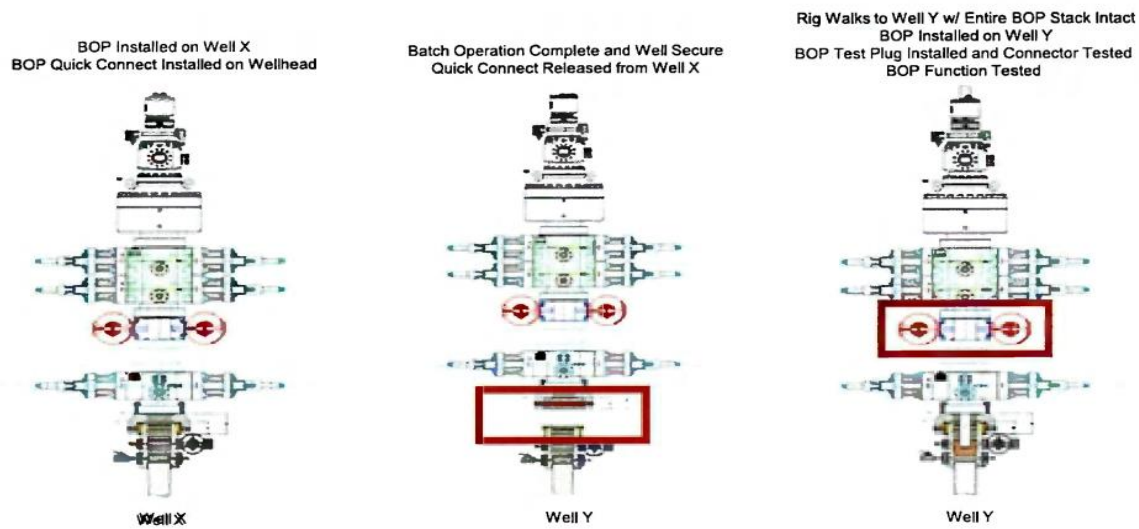 BOP Installed on Well X
BOP Quick Connect Installed on Wellhead
Batch Operation Complete and Well Secure
Quick Connect Released from Well X
Rig Walks to Well Y w/ Entire BOP Stack Intact
BOP Installed on Well Y
BOP Test Plug Installed and Connector Tested
BOP Function Tested
Well X
Well Y
Well Y